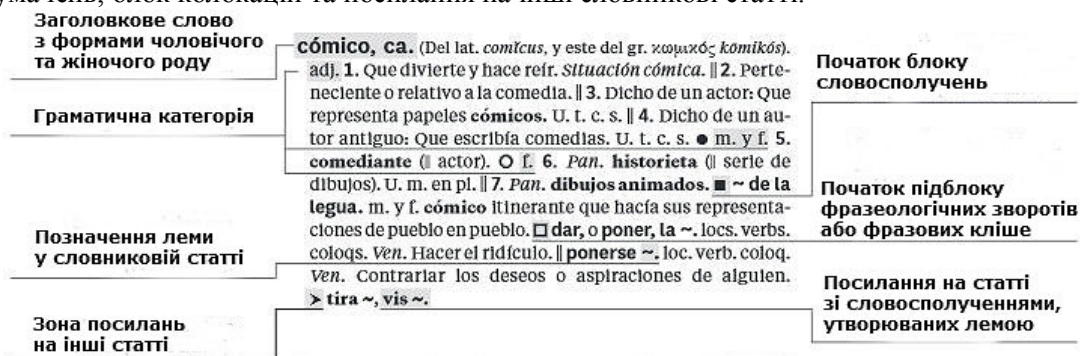 блок колокацій та посилання на інші словникові статті.
Заголовкове слово
з формами чоловічого
та жіночого роду
Граматична категорія
Позначення леми
у словниковій статті
Зона посилань
на інші статті
cómico, ca. (Del lat. comĭcus, y este del gr. κωμικός kōmikós).
adj. 1. Que divierte y hace reír. Situación cómica. || 2. Perte-
neciente o relativo a la comedia. || 3. Dicho de un actor: Que
representa papeles cómicos. U. t. c. s. || 4. Dicho de un au-
tor antiguo: Que escribía comedias. U. t. c. s. ● m. y f. 5.
comediante (|| actor). O f. 6. Pan. historieta (|| serie de
dibujos). U. m. en pl. || 7. Pan. dibujos animados. ■ ~ de la
legua. m. y f. cómico itinerante que hacía sus representa-
ciones de pueblo en pueblo. □ dar, o poner, la ~. locs. verbs.
coloqs. Ven. Hacer el ridículo. || ponerse ~. loc. verb. coloq.
Ven. Contrariar los deseos o aspiraciones de alguien.
➤ tira ~, vis ~.
Початок блоку
словосполучень
Початок підблоку
фразеологічних зворотів
або фразових кліше
Посилання на статті
зі словосполученнями,
утворюваних лемою